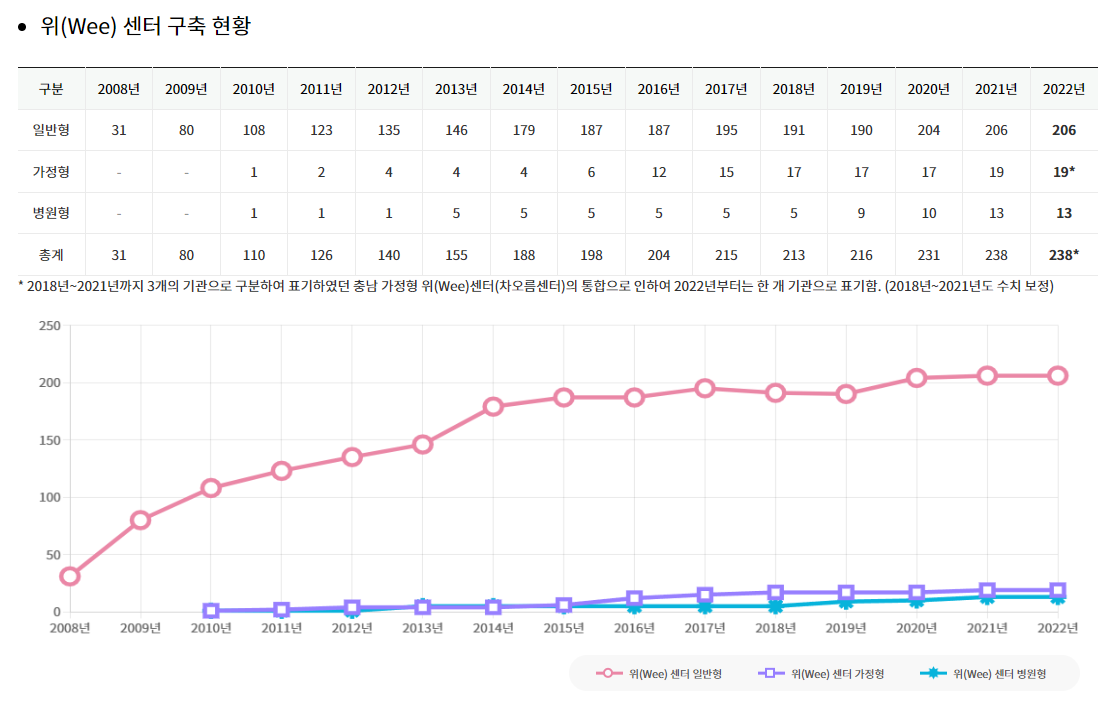 • 위(Wee) 센터 구축 현황
구분 2008년 2009년 2010년 2011년 2012년 2013년 2014년 2015년 2016년 2017년 2018년 2019년 2020년 2021년 2022년
일반형 31 80 108 123 135 146 179 187 187 195 191 190 204 206 206
가정형 - - 1 2 4 4 4 6 12 15 17 17 17 19 19*
병원형 - - 1 1 1 5 5 5 5 5 5 9 10 13 13
총계 31 80 110 126 140 155 188 198 204 215 213 216 231 238 238*
* 2018년~2021년까지 3개의 기관으로 구분하여 표기하였던 충남 가정형 위(Wee)센터(차오름센터)의 통합으로 인하여 2022년부터는 한 개 기관으로 표기함. (2018년~2021년도 수치 보정)
250
200
150
100
50
0
2008년 2009년 2010년 2011년 2012년 2013년 2014년 2015년 2016년 2017년 2018년 2019년 2020년 2021년 2022년
위(Wee) 센터 일반형 위(Wee) 센터 가정형 위(Wee) 센터 병원형